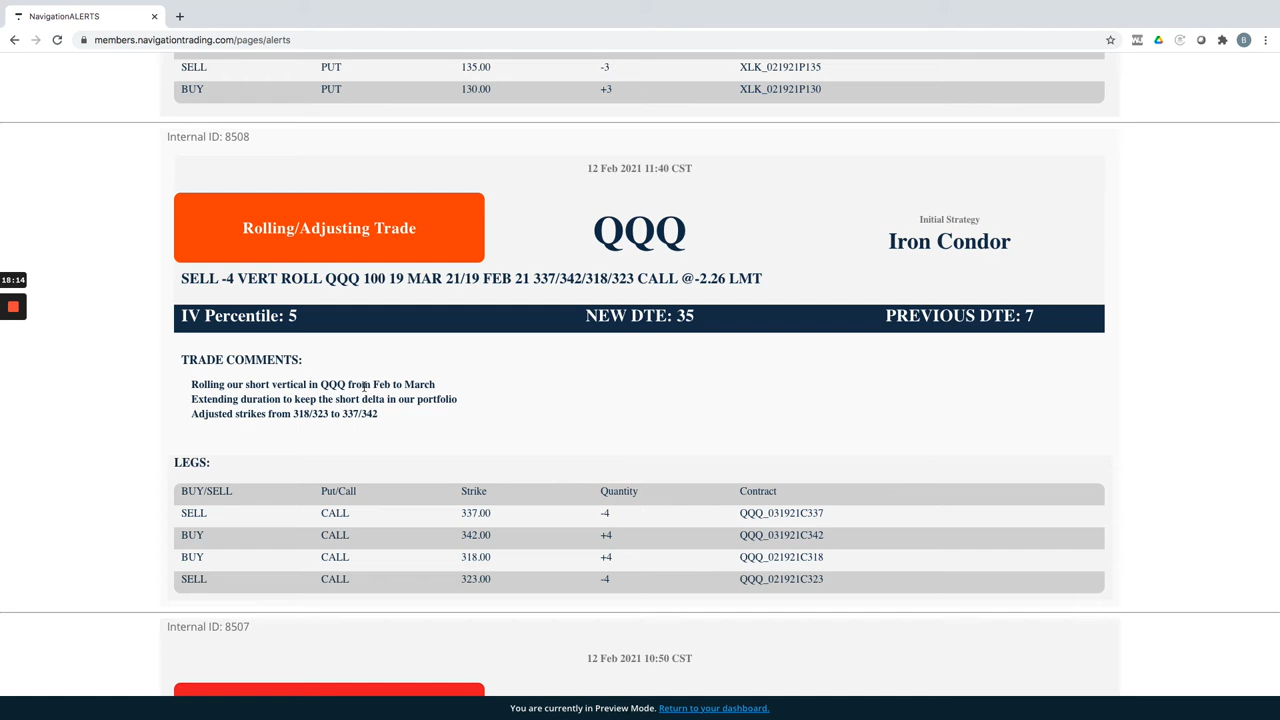 NavigationALERTS
members.navigationtrading.com/pages/alerts
B
SELL PUT 135.00 -3 XLK_021921P135
BUY PUT 130.00 +3 XLK_021921P130
Internal ID: 8508
12 Feb 2021 11:40 CST
Rolling/Adjusting Trade
QQQ
Initial Strategy
Iron Condor
SELL -4 VERT ROLL QQQ 100 19 MAR 21/19 FEB 21 337/342/318/323 CALL @-2.26 LMT
IV Percentile: 5 NEW DTE: 35 PREVIOUS DTE: 7
18:14
TRADE COMMENTS:
Rolling our short vertical in QQQ from Feb to March
Extending duration to keep the short delta in our portfolio
Adjusted strikes from 318/323 to 337/342
LEGS:
BUY/SELL Put/Call Strike Quantity Contract
SELL CALL 337.00 -4 QQQ_031921C337
BUY CALL 342.00 +4 QQQ_031921C342
BUY CALL 318.00 +4 QQQ_021921C318
SELL CALL 323.00 -4 QQQ_021921C323
Internal ID: 8507
12 Feb 2021 10:50 CST
You are currently in Preview Mode. Return to your dashboard.